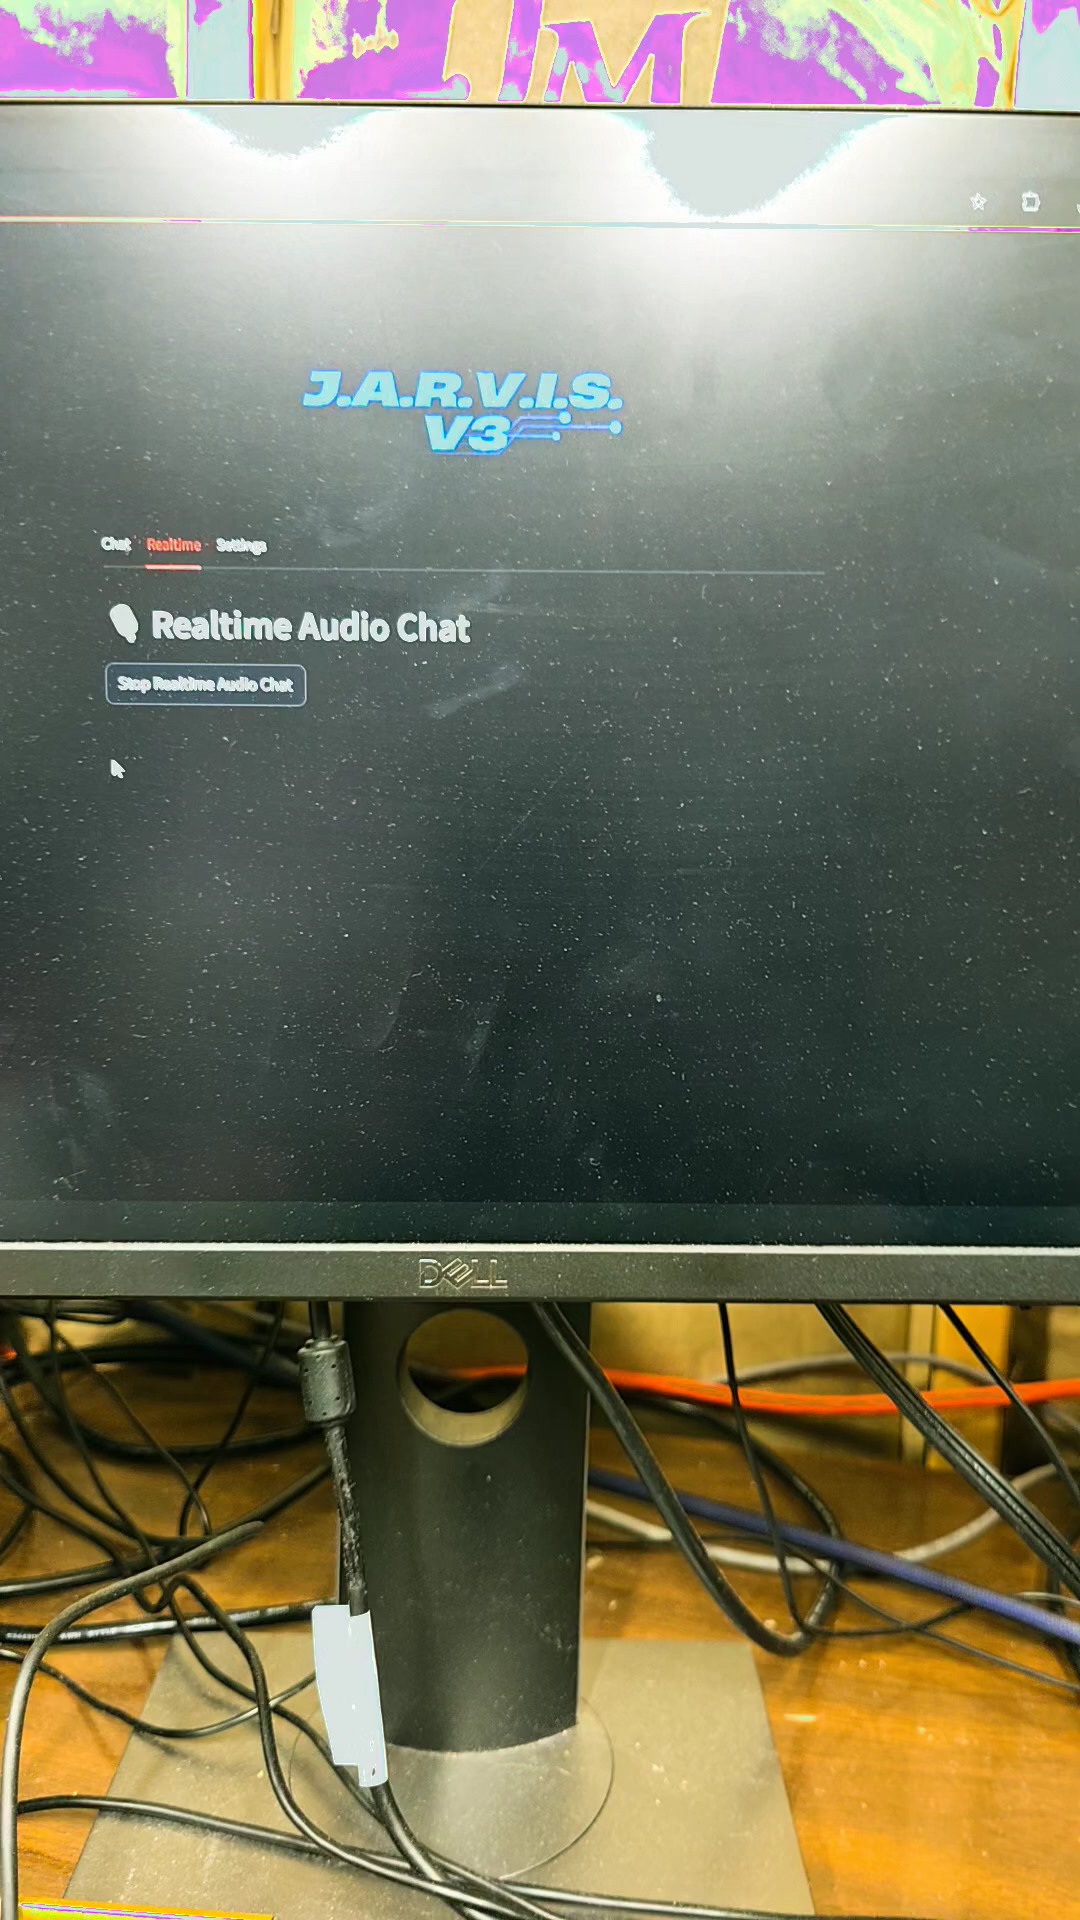 M
J.A.R.V.I.S.
V3
Chat Realtime Settings
Realtime Audio Chat
Stop Realtime Audio Chat
DELL